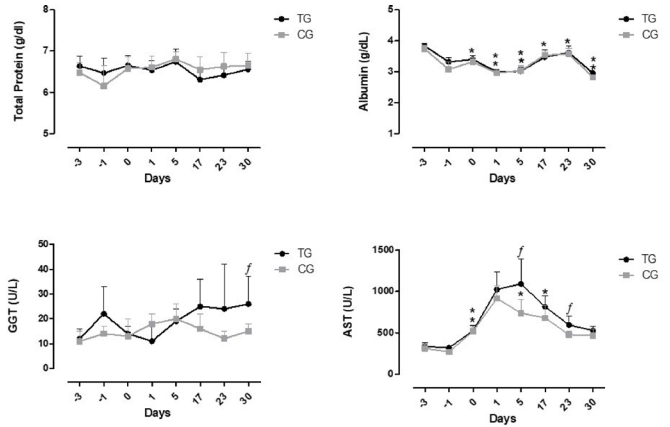 Total Protein (g/dl)
8
7
6
5
-3 -1 0 1 5 17 23 30
Days
TG
CG
Albumin (g/dL)
5
4
3
2
1
* * * * * * * * *
-3 -1 0 1 5 17 23 30
Days
TG
CG
GGT (U/L)
50
40
30
20
10
0
ƒ
-3 -1 0 1 5 17 23 30
Days
TG
CG
AST (U/L)
1500
1000
500
0
* * ƒ * * ƒ
-3 -1 0 1 5 17 23 30
Days
TG
CG